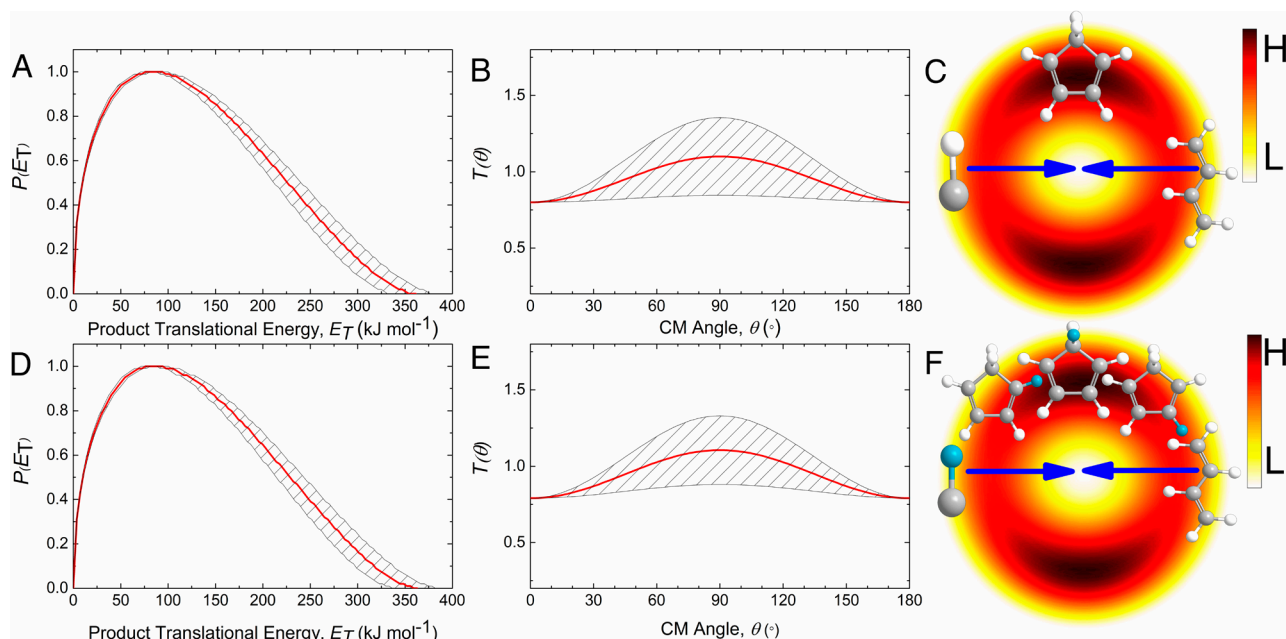 A
P(E_T)
1.0
0.8
0.6
0.4
0.2
0.0
0 50 100 150 200 250 300 350 400
Product Translational Energy, E_T (kJ mol⁻¹)
B
T(θ)
1.5
1.0
0.5
0 30 60 90 120 150 180
CM Angle, θ (°)
C
H
L
D
P(E_T)
1.0
0.8
0.6
0.4
0.2
0.0
0 50 100 150 200 250 300 350 400
Product Translational Energy, E_T (kJ mol⁻¹)
E
T(θ)
1.5
1.0
0.5
0 30 60 90 120 150 180
CM Angle, θ (°)
F
H
L